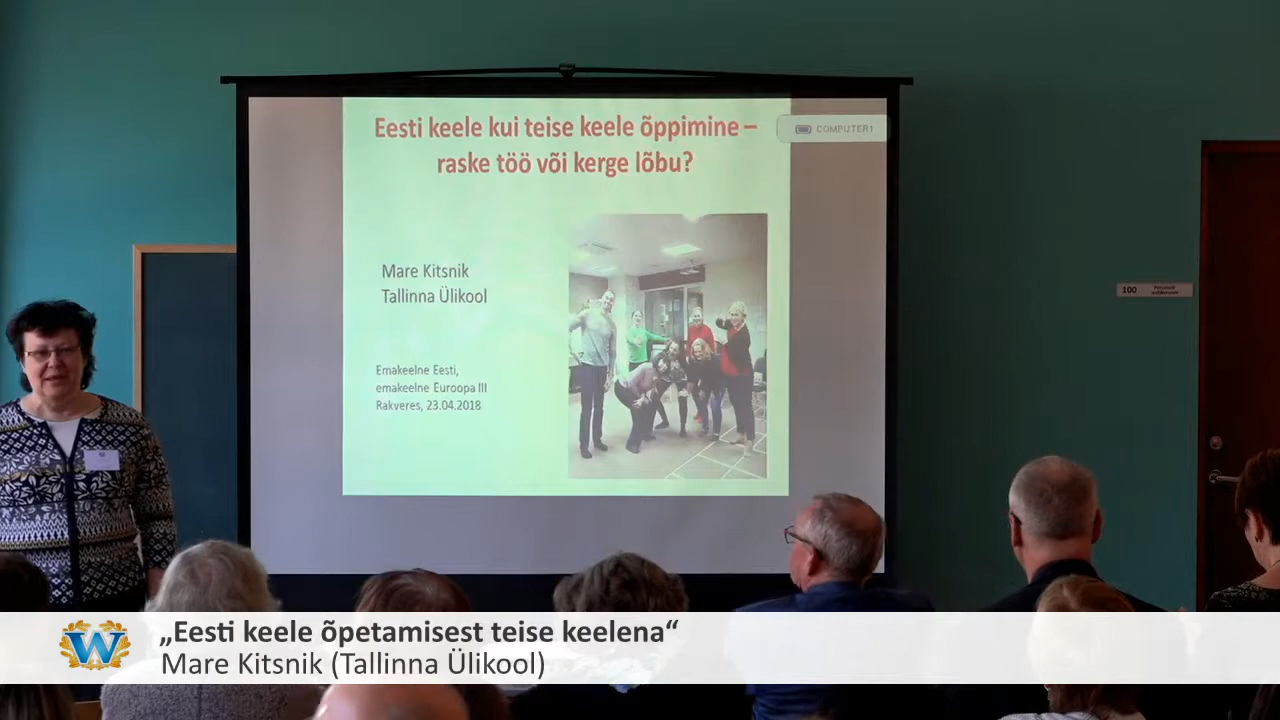 Eesti keele kui teise keele õppimine –
raske töö või kerge lõbu?
COMPUTER1
Mare Kitsnik
Tallinna Ülikool
Emakeelne Eesti,
emakeelne Euroopa III
Rakveres, 23.04.2018
100
W
„Eesti keele õpetamisest teise keelena“
Mare Kitsnik (Tallinna Ülikool)